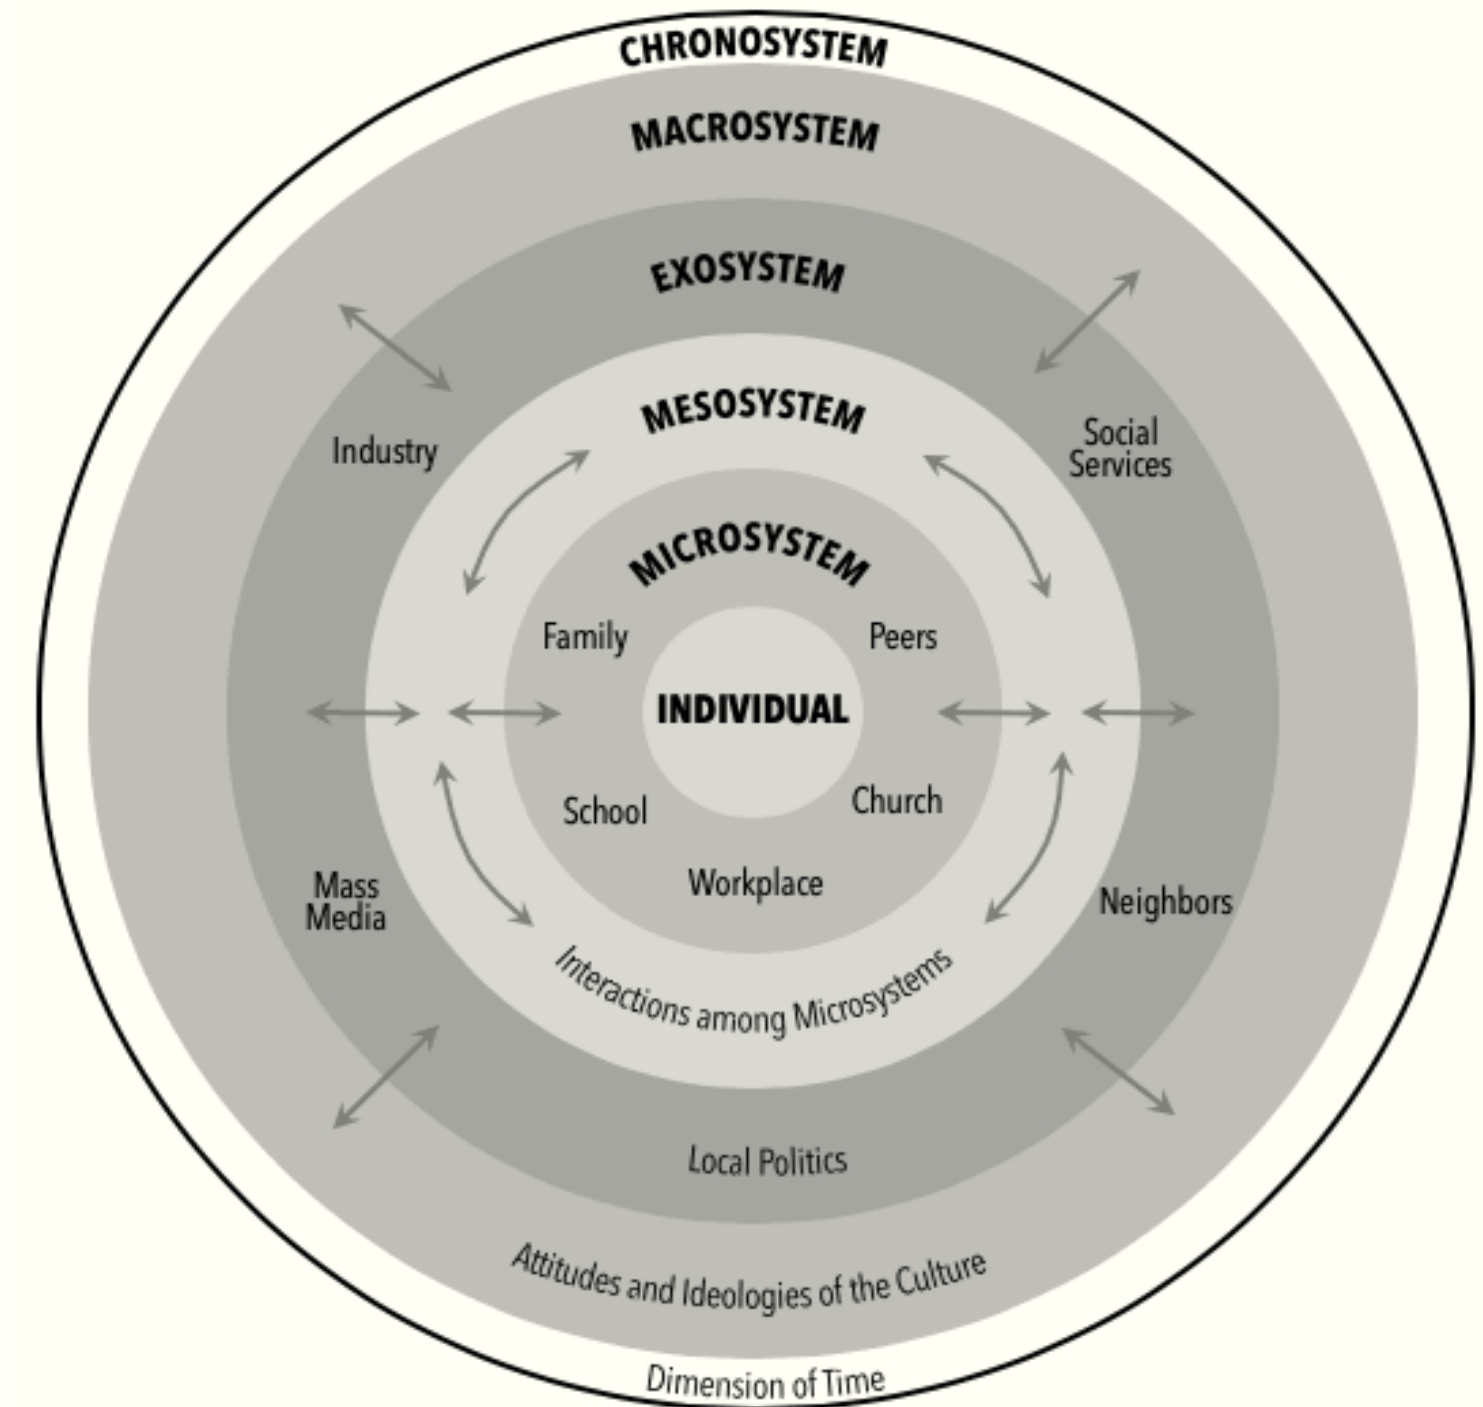 CHRONOSYSTEM
MACROSYSTEM
EXOSYSTEM
MESOSYSTEM
Industry
Social
Services
MICROSYSTEM
Family
Peers
INDIVIDUAL
School
Church
Workplace
Mass
Media
Neighbors
Interactions among Microsystems
Local Politics
Attitudes and Ideologies of the Culture
Dimension of Time